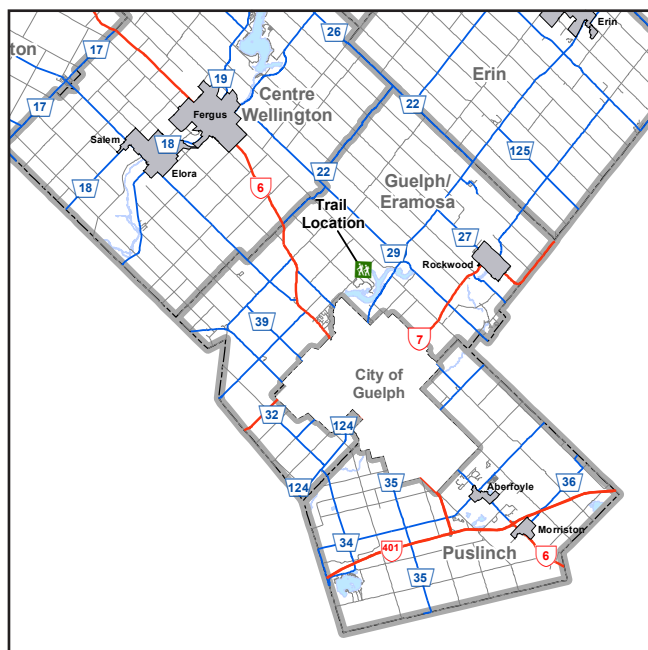 Erin
17
26
ton
19
Centre
Wellington
Erin
17
22
Fergus
125
Salem
18
Elora
18
6
22
Guelph/
Eramosa
Trail
Location
27
29
Rockwood
39
7
City of
Guelph
32
124
124
35
Aberfoyle
36
34
401
Morriston
Puslinch
6
35